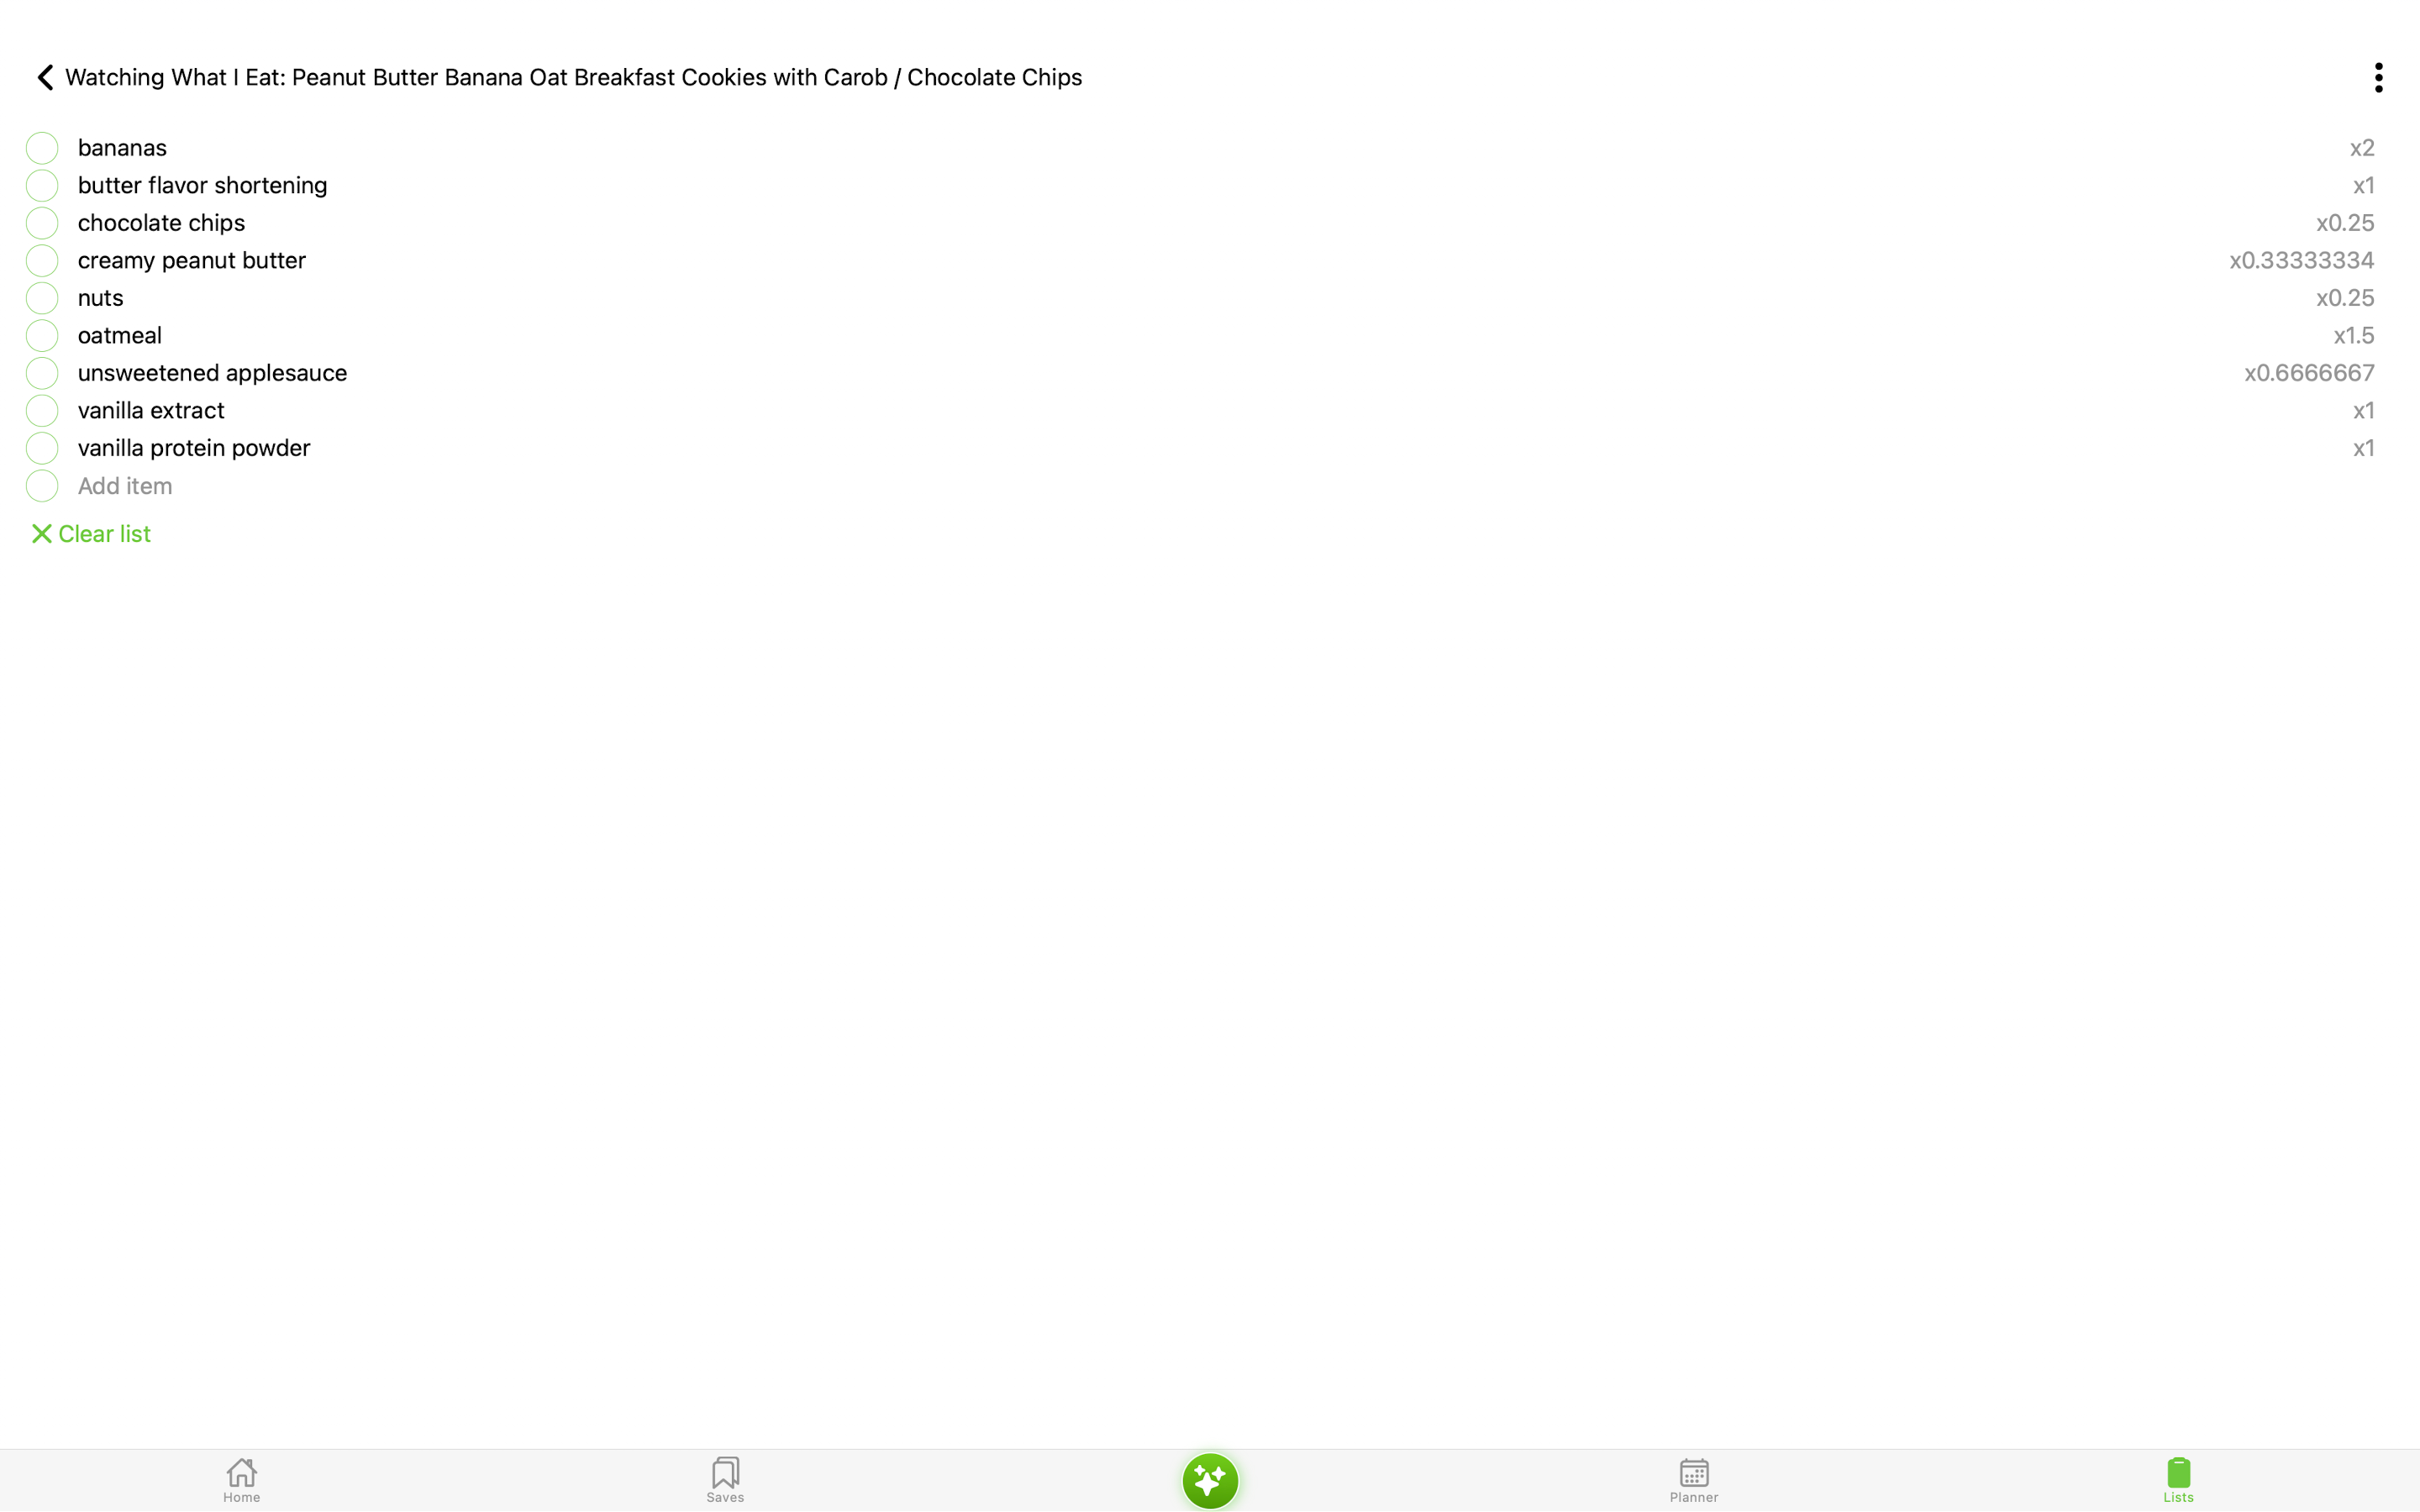 Watching What I Eat: Peanut Butter Banana Oat Breakfast Cookies with Carob / Chocolate Chips
bananas x2
butter flavor shortening x1
chocolate chips x0.25
creamy peanut butter x0.33333334
nuts x0.25
oatmeal x1.5
unsweetened applesauce x0.6666667
vanilla extract x1
vanilla protein powder x1
Add item
Clear list
Home Saves Planner Lists